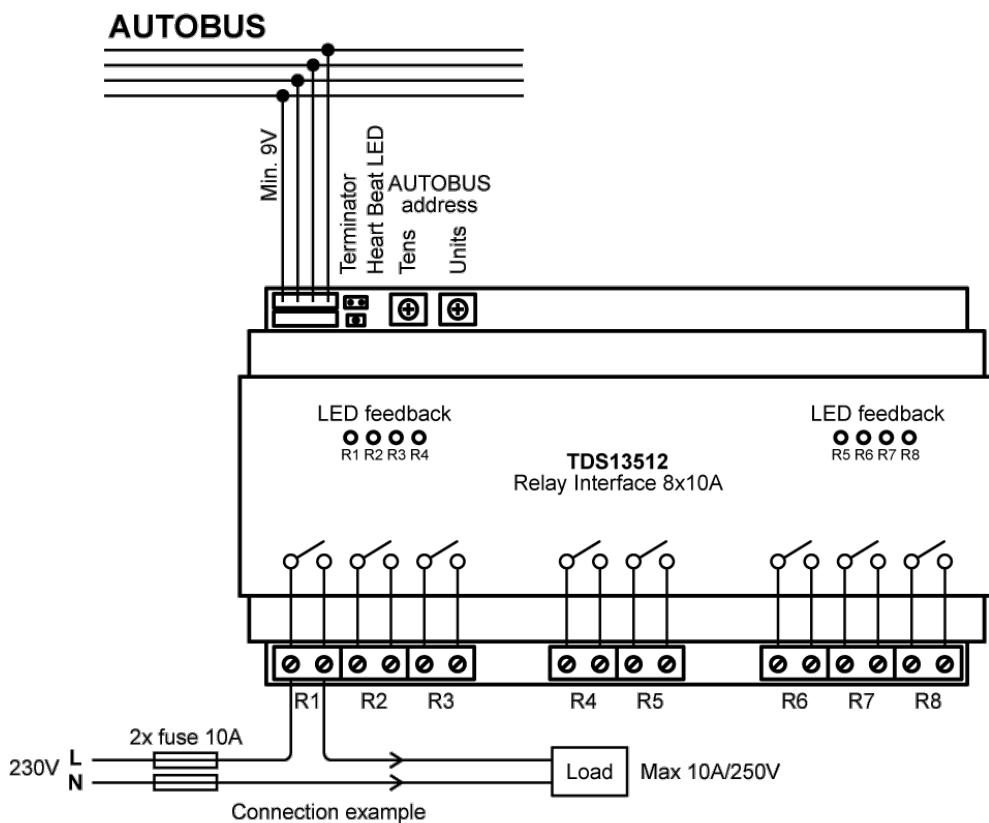 AUTOBUS
Min. 9V
Terminator
Heart Beat LED
AUTOBUS
address
Tens
Units
LED feedback
R1 R2 R3 R4
LED feedback
R5 R6 R7 R8
TDS13512
Relay Interface 8x10A
R1 R2 R3 R4 R5 R6 R7 R8
2x fuse 10A
230V L
N
Load
Max 10A/250V
Connection example